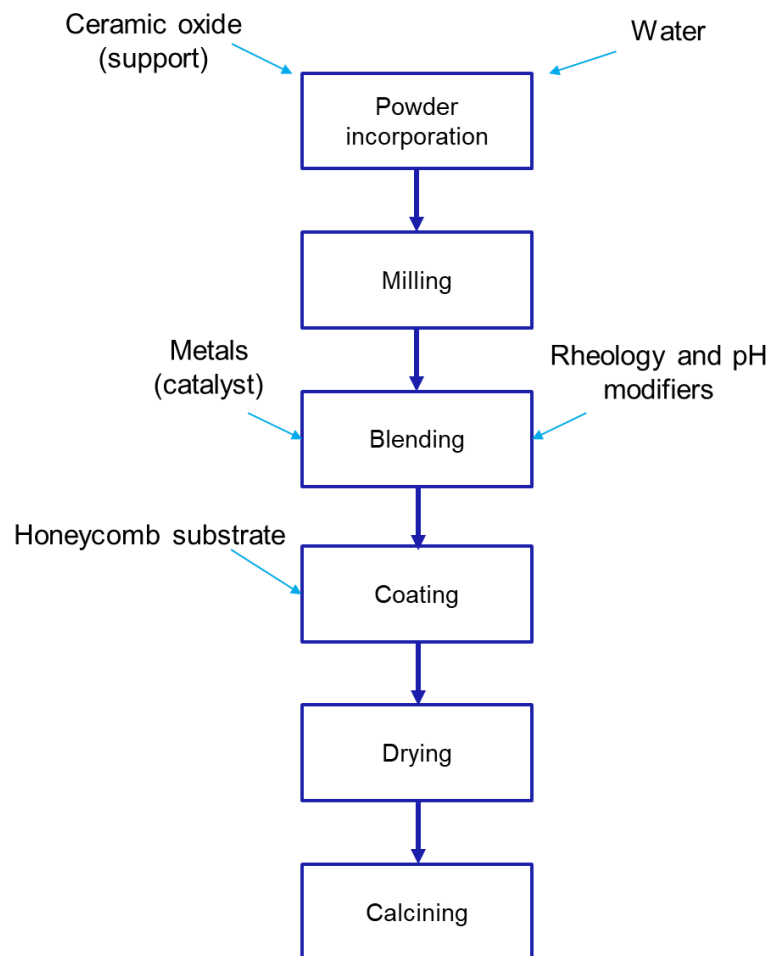 Ceramic oxide
(support)
Water
Powder
incorporation
Milling
Metals
(catalyst)
Rheology and pH
modifiers
Blending
Honeycomb substrate
Coating
Drying
Calcining